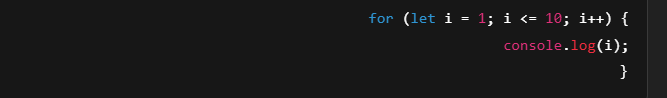 for (let i = 1; i <= 10; i++) {
console.log(i);
}